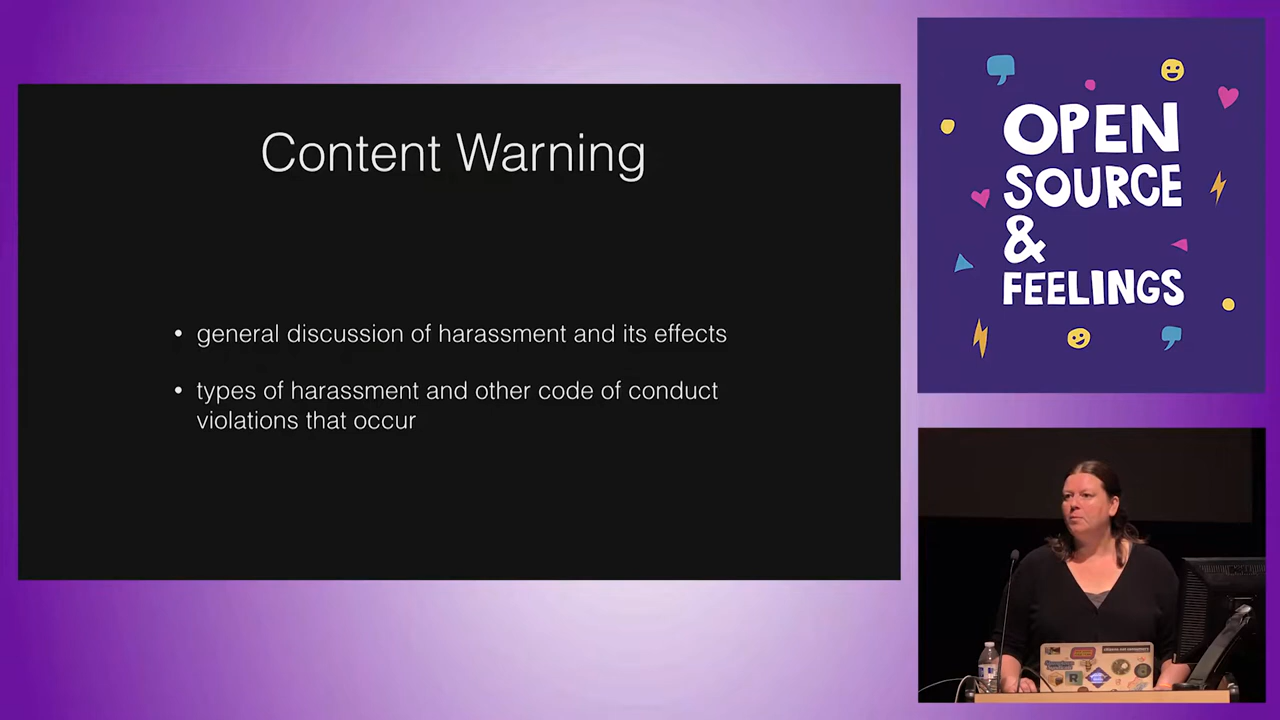 Content Warning
• general discussion of harassment and its effects
• types of harassment and other code of conduct
violations that occur
OPEN
SOURCE
&
FEELINGS